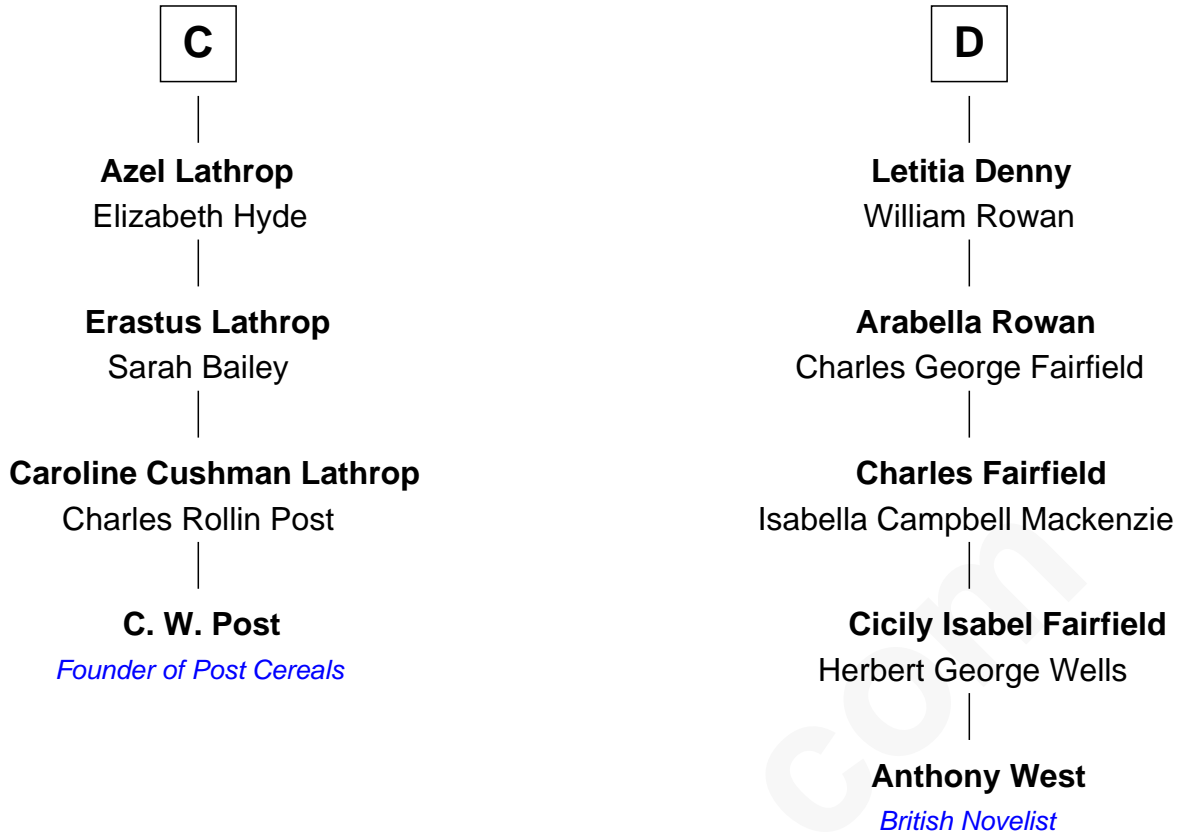 C
Azel Lathrop
Elizabeth Hyde
Erastus Lathrop
Sarah Bailey
Caroline Cushman Lathrop
Charles Rollin Post
C. W. Post
Founder of Post Cereals
D
Letitia Denny
William Rowan
Arabella Rowan
Charles George Fairfield
Charles Fairfield
Isabella Campbell Mackenzie
Cicily Isabel Fairfield
Herbert George Wells
Anthony West
British Novelist
com